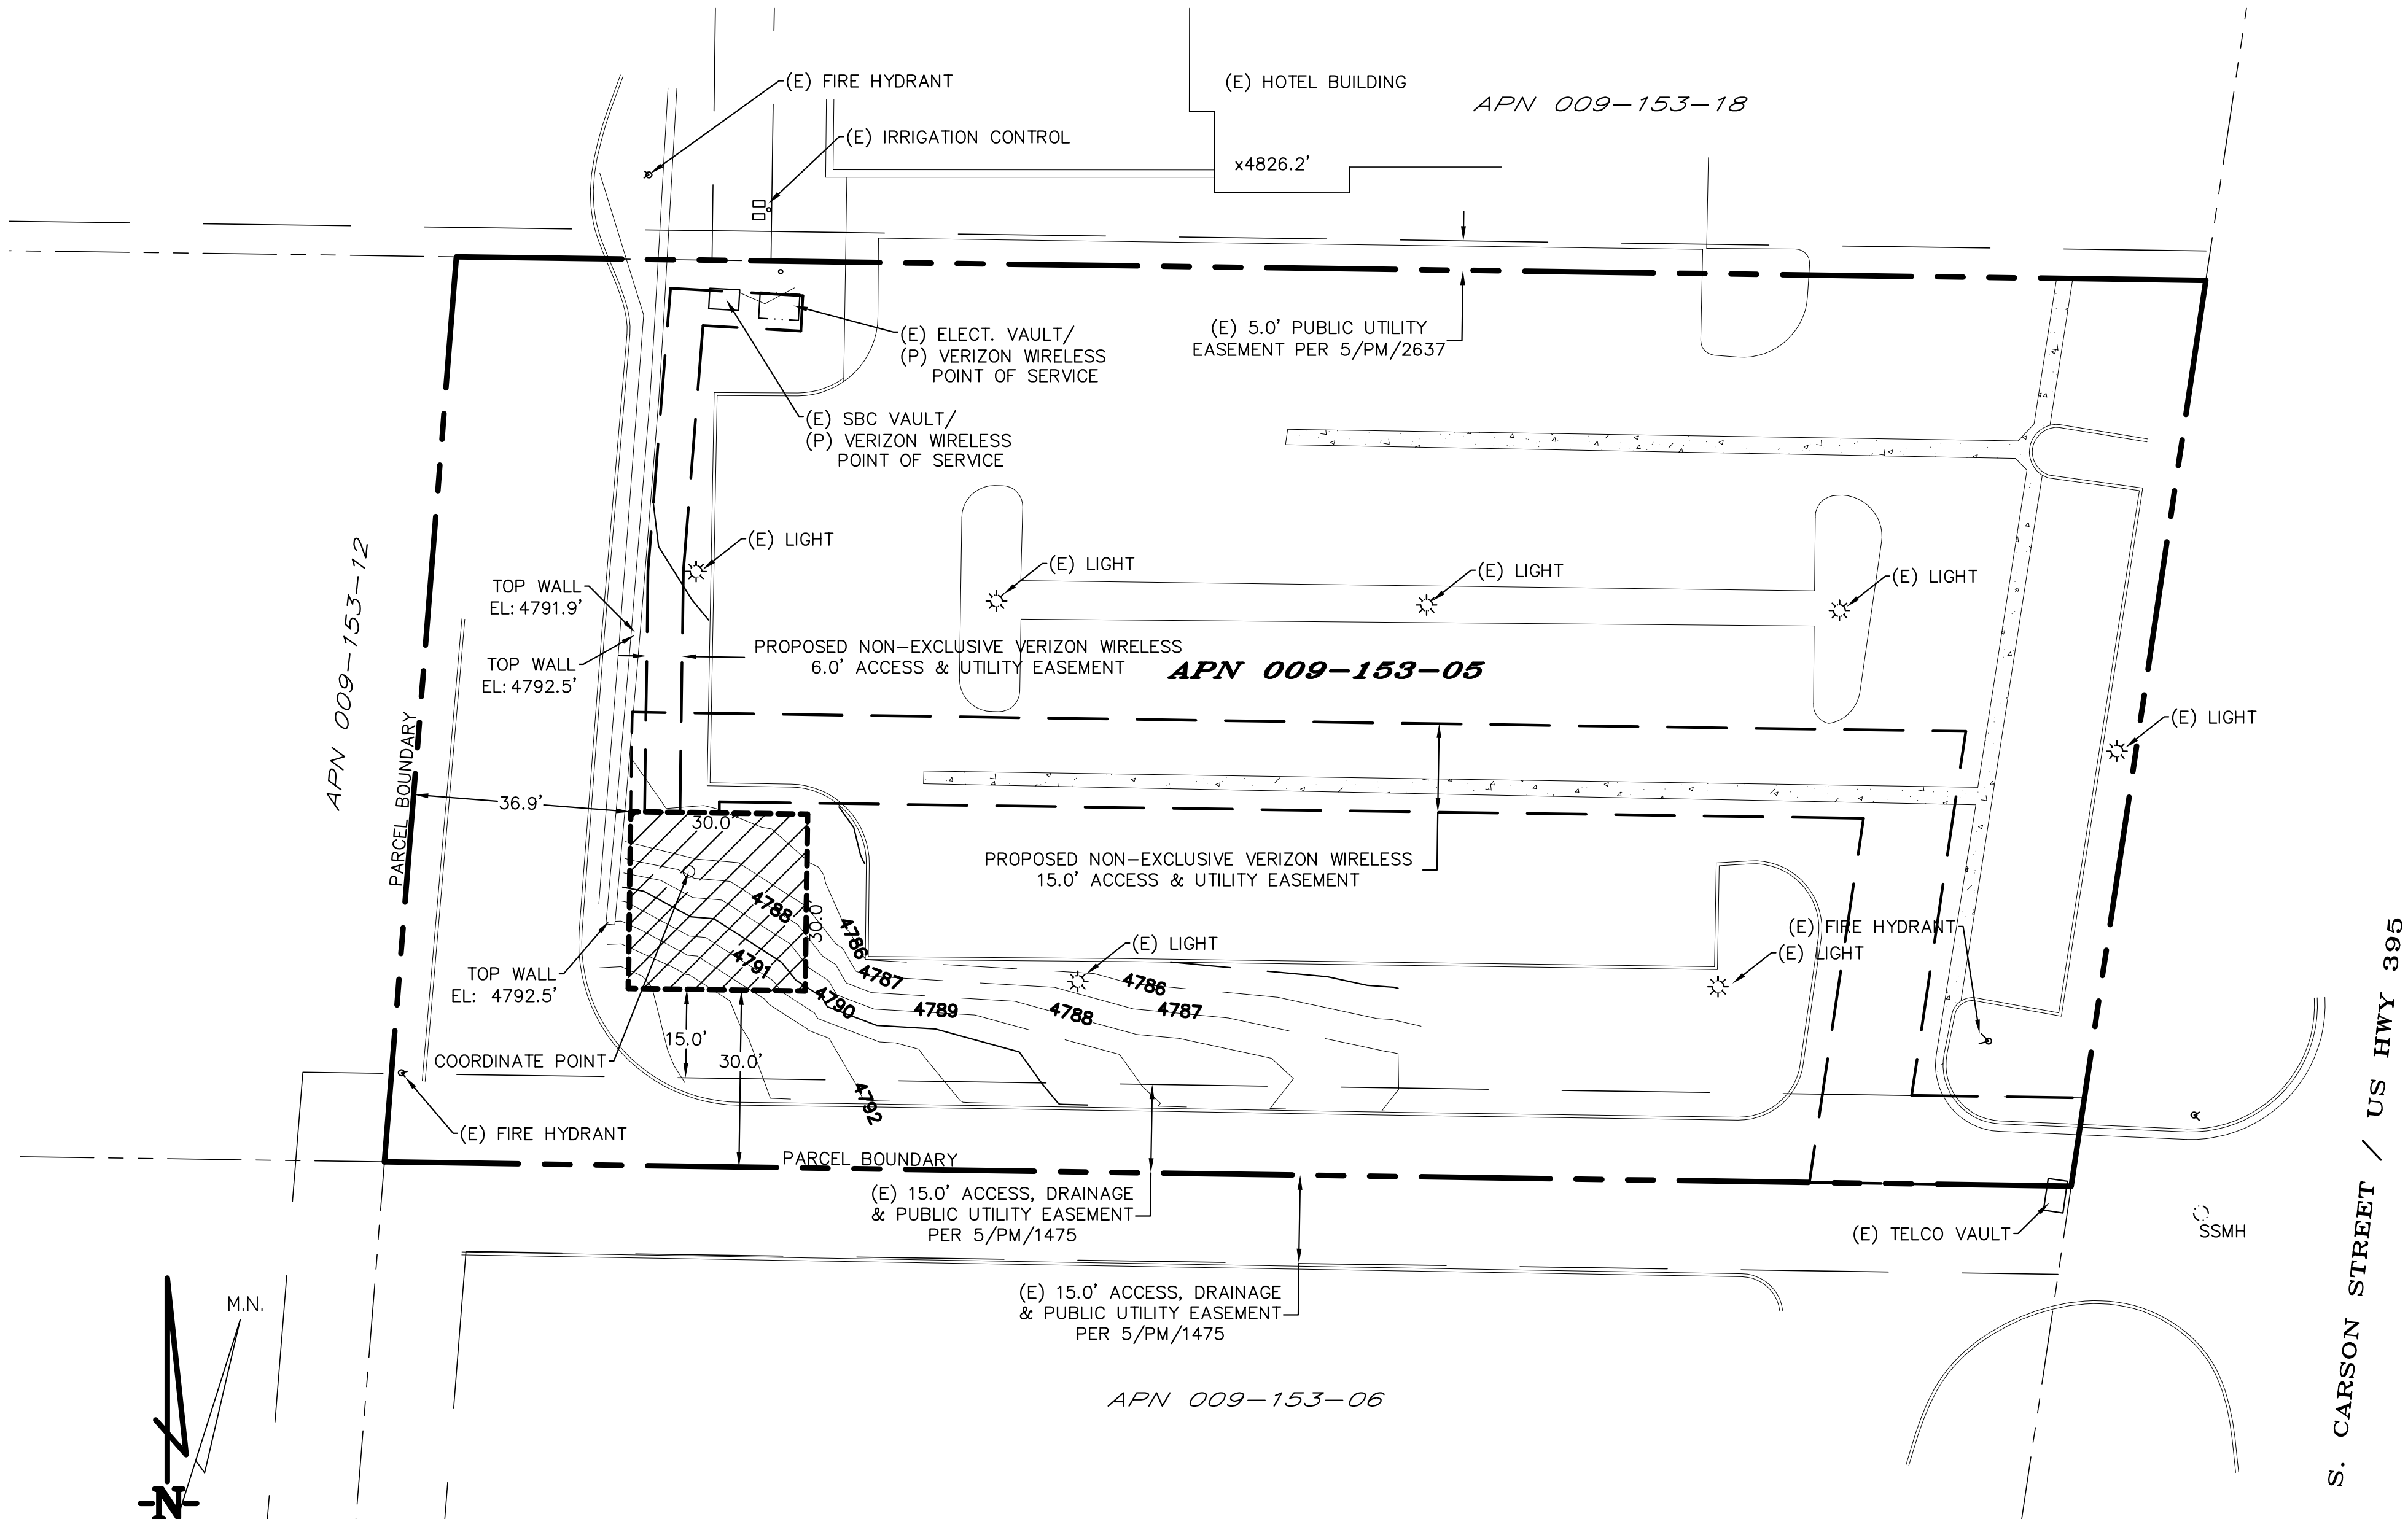 (E) FIRE HYDRANT
(E) HOTEL BUILDING
APN 009-153-18
(E) IRRIGATION CONTROL
x4826.2'
(E) ELECT. VAULT/
(P) VERIZON WIRELESS
POINT OF SERVICE
(E) 5.0' PUBLIC UTILITY
EASEMENT PER 5/PM/2637
(E) SBC VAULT/
(P) VERIZON WIRELESS
POINT OF SERVICE
APN 009-153-12
(E) LIGHT
(E) LIGHT
(E) LIGHT
(E) LIGHT
TOP WALL
EL: 4791.9'
TOP WALL
EL: 4792.5'
PROPOSED NON-EXCLUSIVE VERIZON WIRELESS
6.0' ACCESS & UTILITY EASEMENT
APN 009-153-05
(E) LIGHT
PARCEL BOUNDARY
36.9'
30.0'
30.0'
PROPOSED NON-EXCLUSIVE VERIZON WIRELESS
15.0' ACCESS & UTILITY EASEMENT
4788
4786
4791
4787
4790
4789
4788
4786
4787
(E) LIGHT
(E) FIRE HYDRANT
(E) LIGHT
TOP WALL
EL: 4792.5'
15.0'
30.0'
COORDINATE POINT
4792
(E) FIRE HYDRANT
PARCEL BOUNDARY
(E) 15.0' ACCESS, DRAINAGE
& PUBLIC UTILITY EASEMENT
PER 5/PM/1475
(E) TELCO VAULT
SSMH
(E) 15.0' ACCESS, DRAINAGE
& PUBLIC UTILITY EASEMENT
PER 5/PM/1475
S. CARSON STREET / US HWY 395
APN 009-153-06
M.N.
N